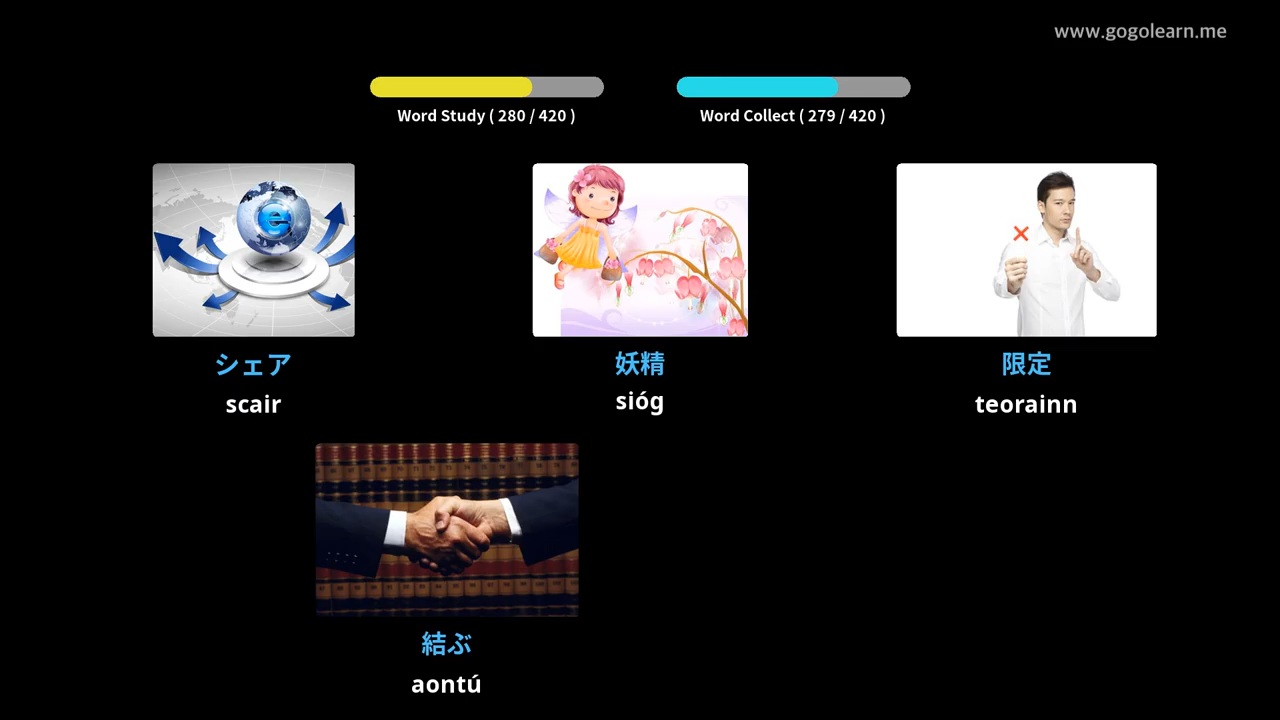 www.gogolearn.me
Word Study ( 280 / 420 )
Word Collect ( 279 / 420 )
シェア
scair
妖精
sióg
限定
teorainn
結ぶ
aontú